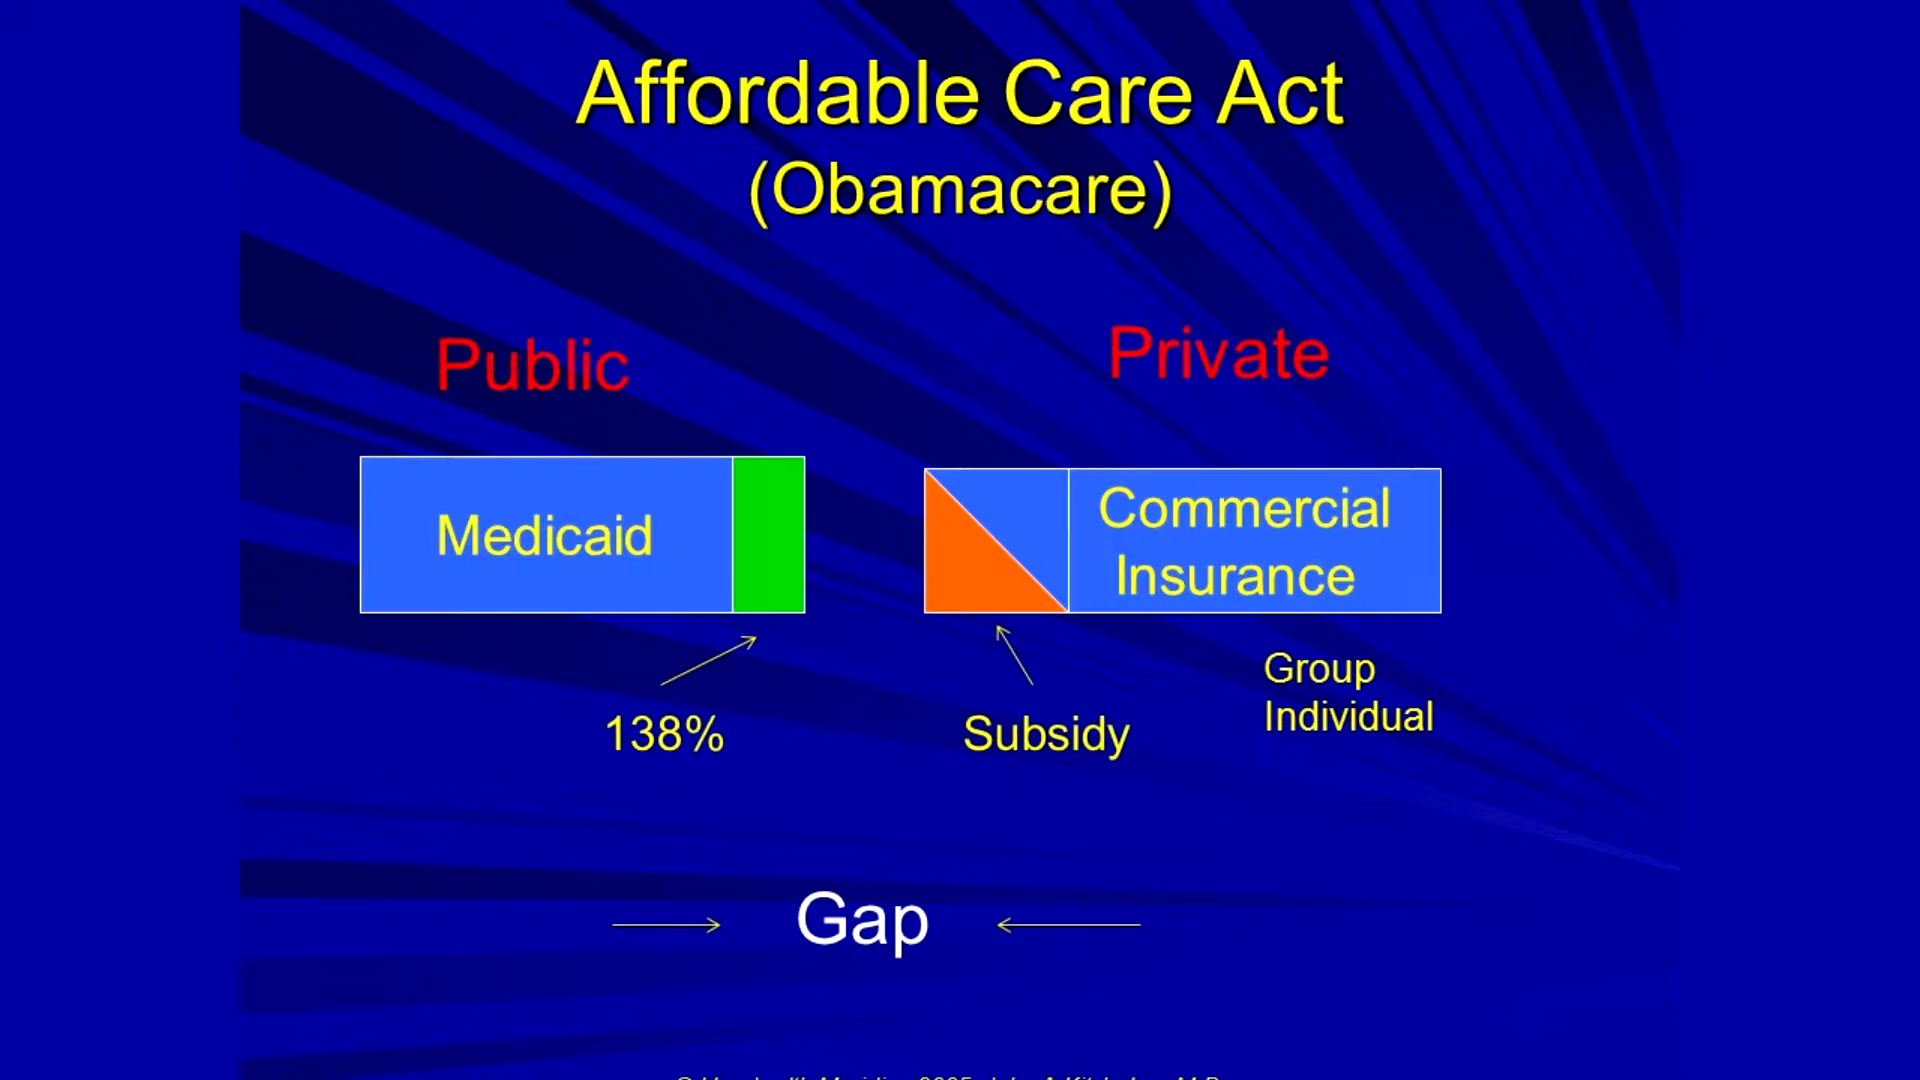 Affordable Care Act
(Obamacare)
Public
Private
Medicaid
Commercial
Insurance
138%
Subsidy
Group
Individual
Gap